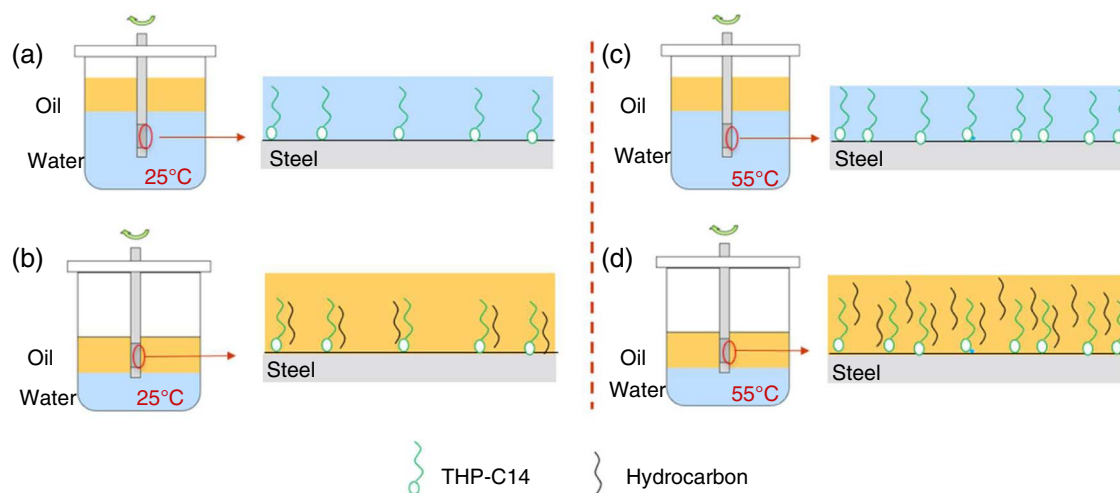 (a)
Oil
Water
25°C
Steel
(c)
Oil
Water
55°C
Steel
(b)
Oil
Water
25°C
Steel
(d)
Oil
Water
55°C
Steel
THP-C14
Hydrocarbon